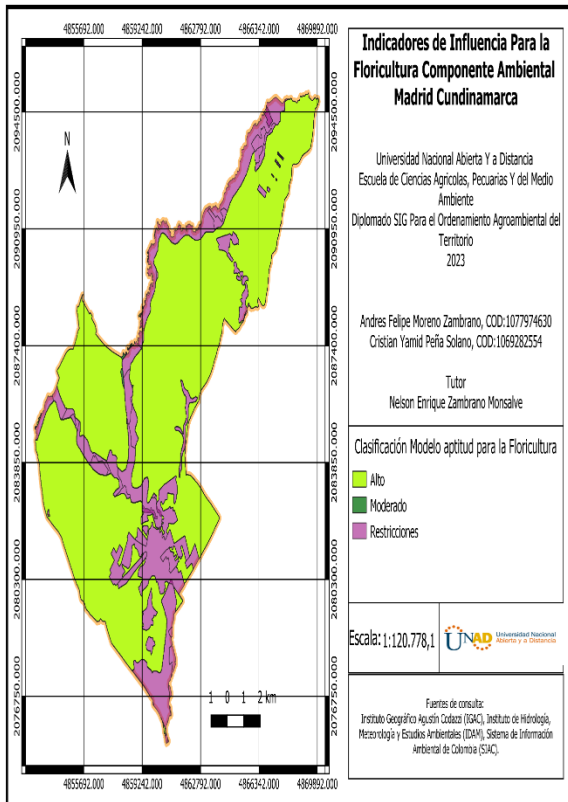 4855692.000 4859242.000 4862792.000 4866342.000 4869892.000
2094500.000
2090950.000
2087400.000
2083850.000
2080300.000
2076750.000
N
1 0 1 2 km
2094500.000
2090950.000
2087400.000
2083850.000
2080300.000
2076750.000
4855692.000 4859242.000 4862792.000 4866342.000 4869892.000
Indicadores de Influencia Para la
Floricultura Componente Ambiental
Madrid Cundinamarca
Universidad Nacional Abierta Y a Distancia
Escuela de Ciencias Agricolas, Pecuarias Y del Medio
Ambiente
Diplomado SIG Para el Ordenamiento Agroambiental del
Territorio
2023
Andres Felipe Moreno Zambrano, COD:1077974630
Cristian Yamid Peña Solano, COD:1069282554
Tutor
Nelson Enrique Zambrano Monsalve
Clasificación Modelo aptitud para la Floricultura
Alto
Moderado
Restricciones
Escala: 1:120.778,1
UNAD Universidad Nacional
Abierta y a Distancia
Fuentes de consulta:
Instituto Geográfico Agustín Codazzi (IGAC), Instituto de Hidrología,
Meteorología y Estudios Ambientales (IDAM), Sistema de Información
Ambiental de Colombia (SIAC).